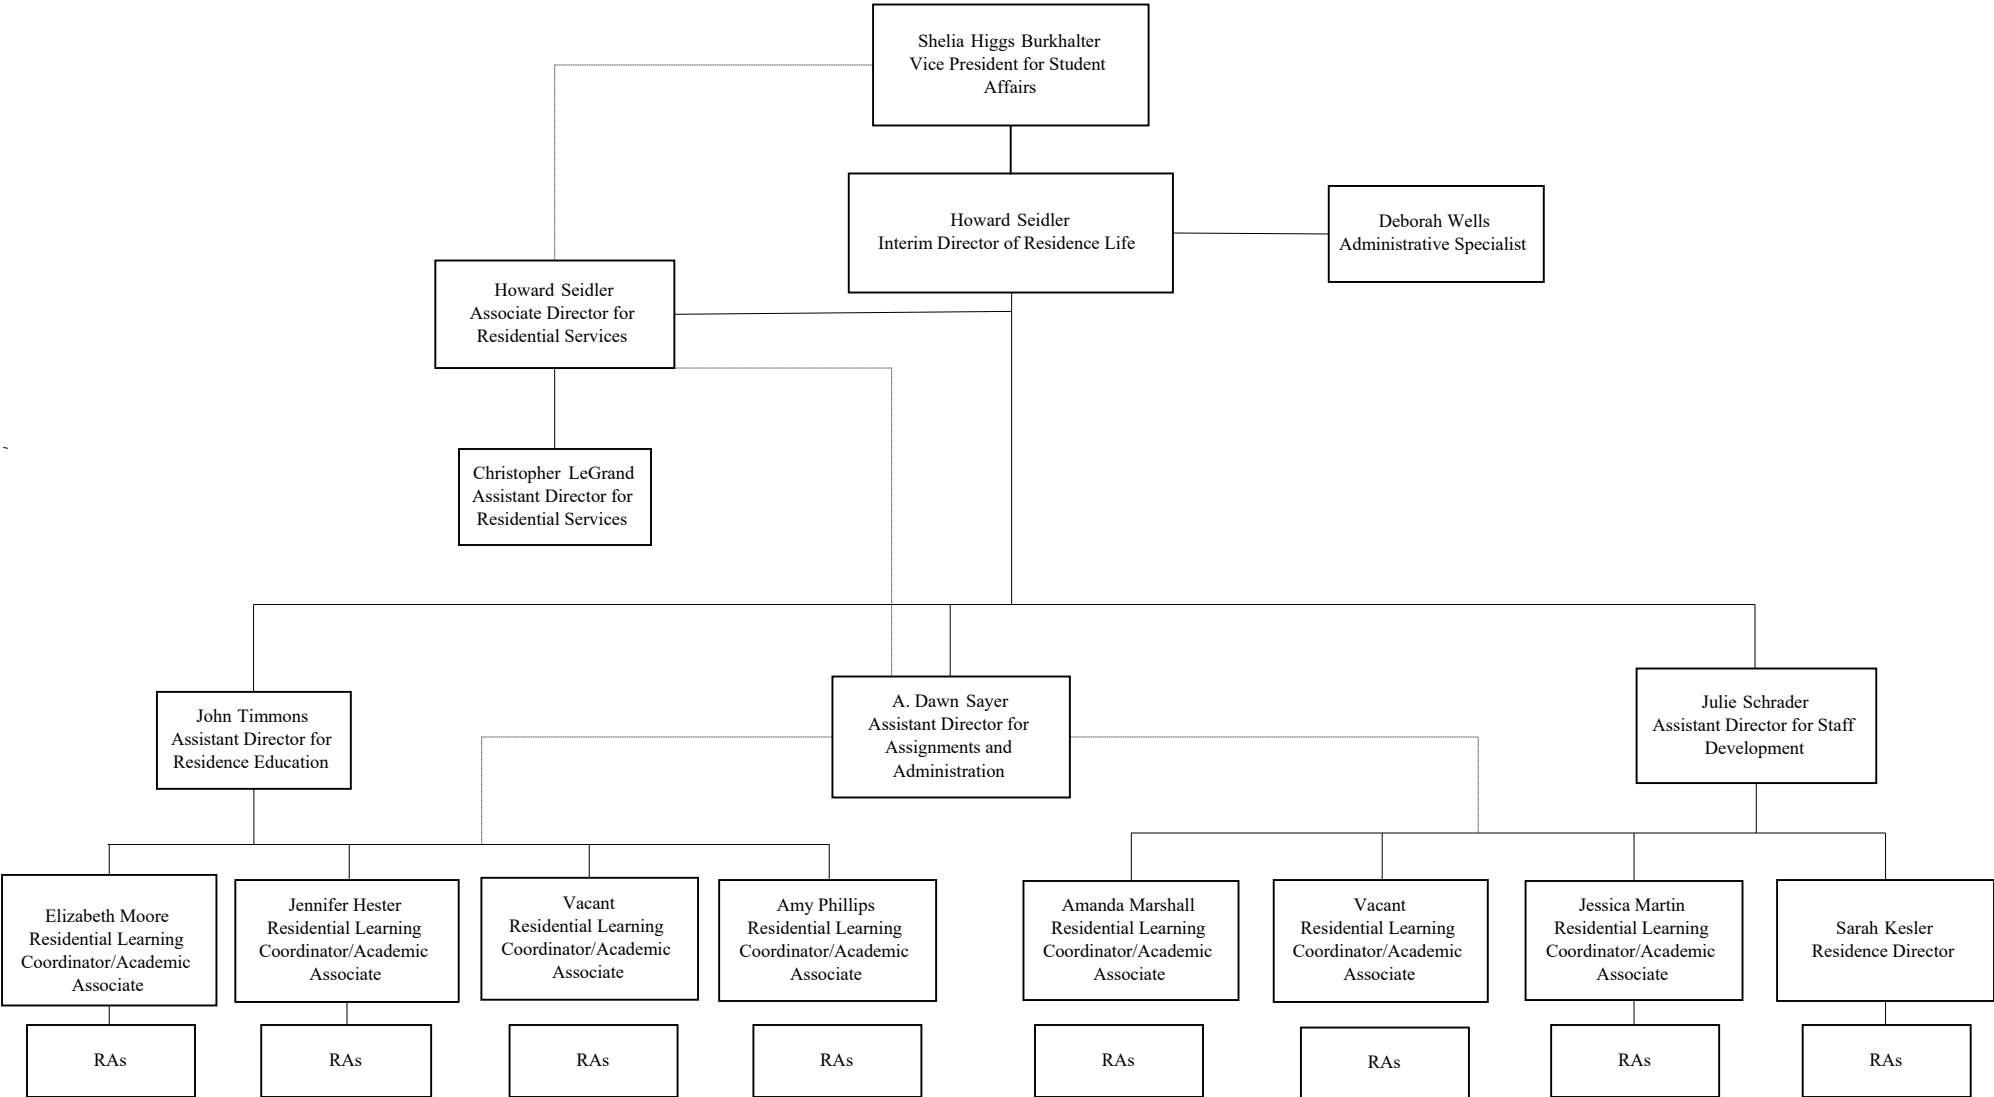 Shelia Higgs Burkhalter
Vice President for Student
Affairs
Howard Seidler
Interim Director of Residence Life
Deborah Wells
Administrative Specialist
Howard Seidler
Associate Director for
Residential Services
Christopher LeGrand
Assistant Director for
Residential Services
John Timmons
Assistant Director for
Residence Education
A. Dawn Sayer
Assistant Director for
Assignments and
Administration
Julie Schrader
Assistant Director for Staff
Development
Elizabeth Moore
Residential Learning
Coordinator/Academic
Associate
Jennifer Hester
Residential Learning
Coordinator/Academic
Associate
Vacant
Residential Learning
Coordinator/Academic
Associate
Amy Phillips
Residential Learning
Coordinator/Academic
Associate
Amanda Marshall
Residential Learning
Coordinator/Academic
Associate
Vacant
Residential Learning
Coordinator/Academic
Associate
Jessica Martin
Residential Learning
Coordinator/Academic
Associate
Sarah Kesler
Residence Director
RAs
RAs
RAs
RAs
RAs
RAs
RAs
RAs